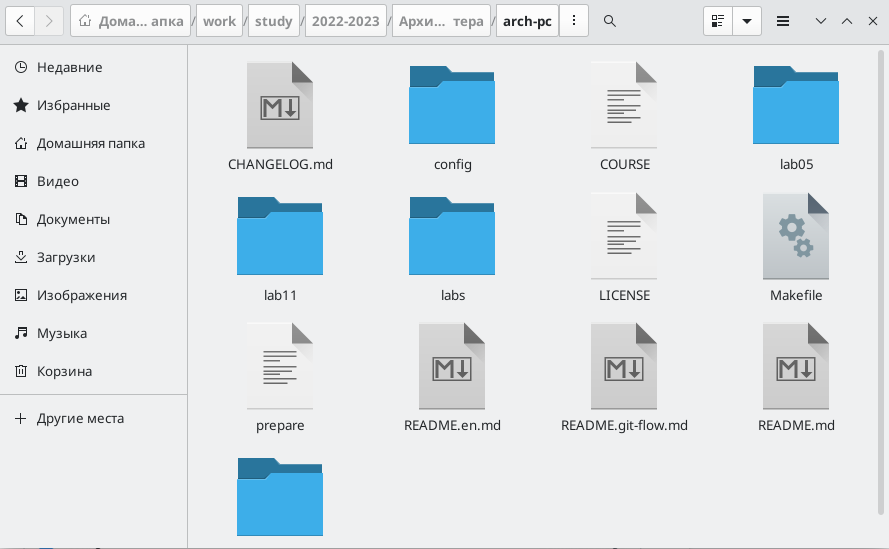 Дома... апка / work / study / 2022-2023 / Архи... тера / arch-pc
Недавние
Избранные
Домашняя папка
Видео
Документы
Загрузки
Изображения
Музыка
Корзина
Другие места
CHANGELOG.md
config
COURSE
lab05
lab11
labs
LICENSE
Makefile
prepare
README.en.md
README.git-flow.md
README.md